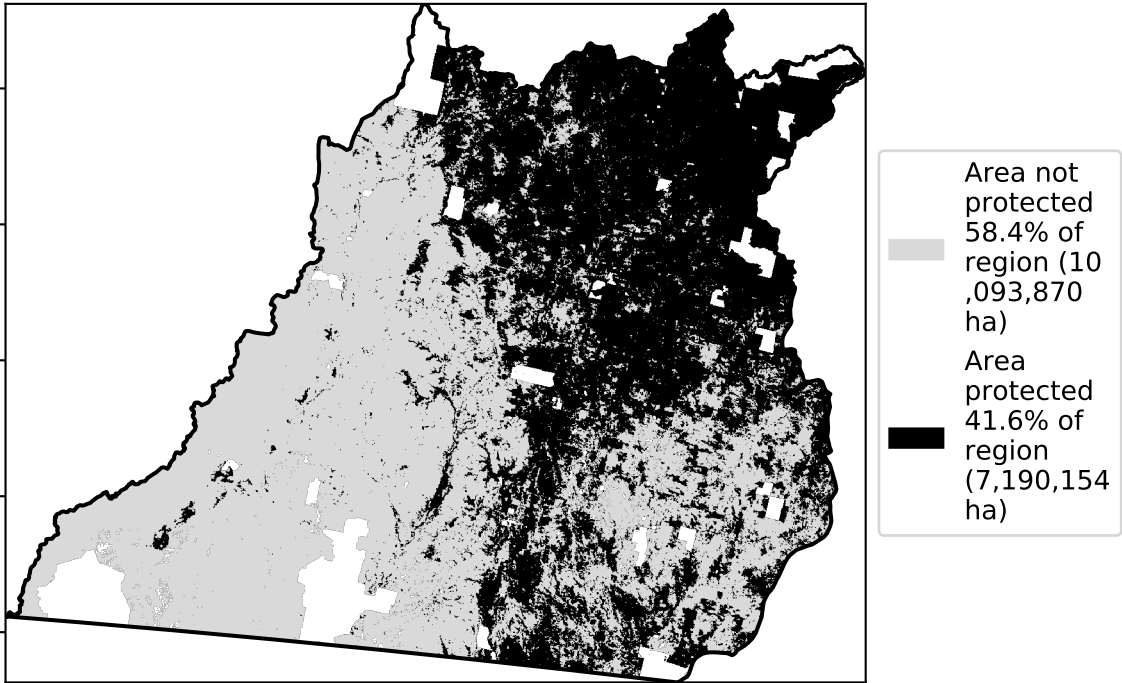 Area not
protected
58.4% of
region (10
,093,870
ha)
Area
protected
41.6% of
region
(7,190,154
ha)